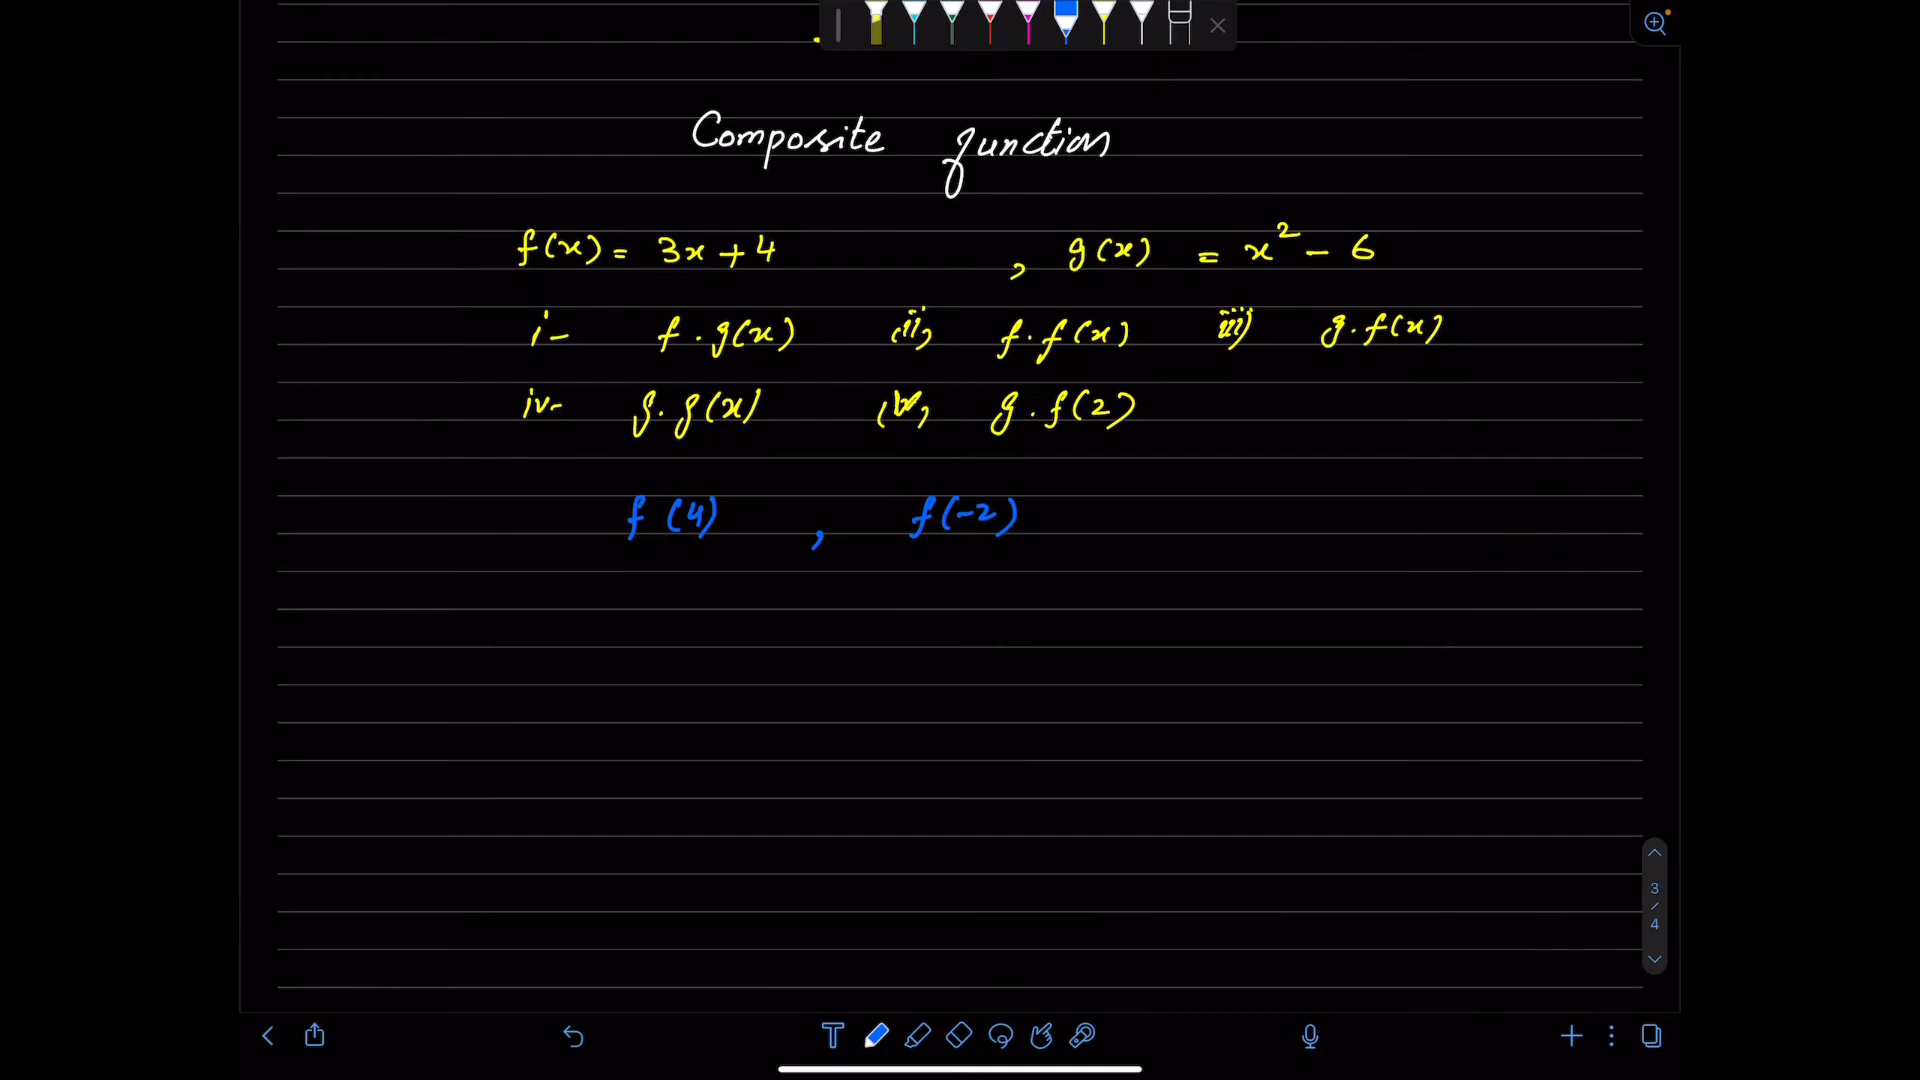 Composite function
f(x) = 3x + 4 , g(x) = x² - 6
i- f.g(x) (ii) f.f(x) iii) g.f(x)
iv- g.g(x) (v) g.f(2)
f(4) , f(-2)
3
/
4
T